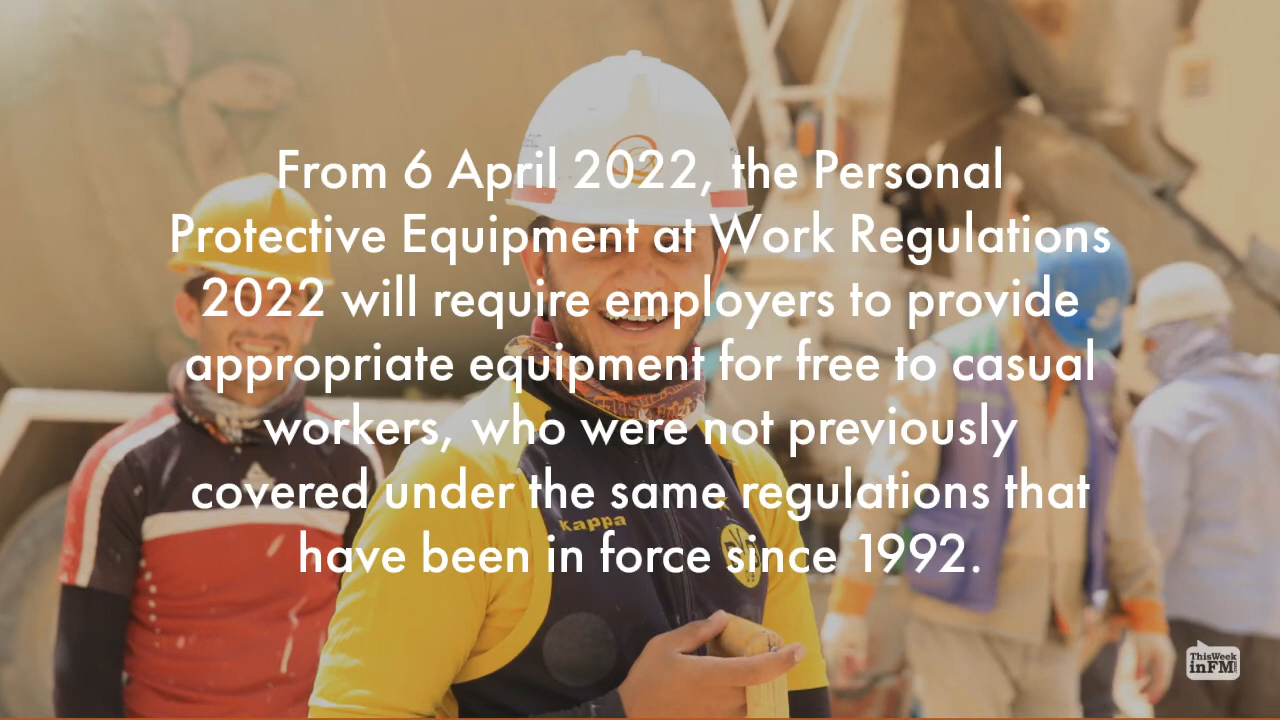 From 6 April 2022, the Personal
Protective Equipment at Work Regulations
2022 will require employers to provide
appropriate equipment for free to casual
workers, who were not previously
covered under the same regulations that
have been in force since 1992.
kappa
BVB
ThisWeek
inFM